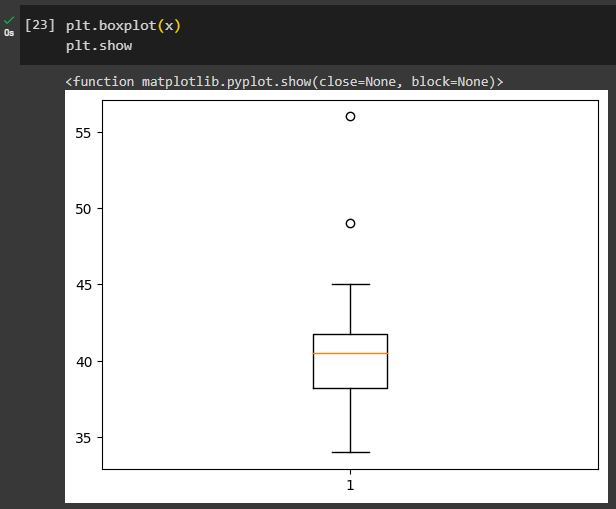 [23] plt.boxplot(x)
0s
plt.show
<function matplotlib.pyplot.show(close=None, block=None)>
55
50
45
40
35
1